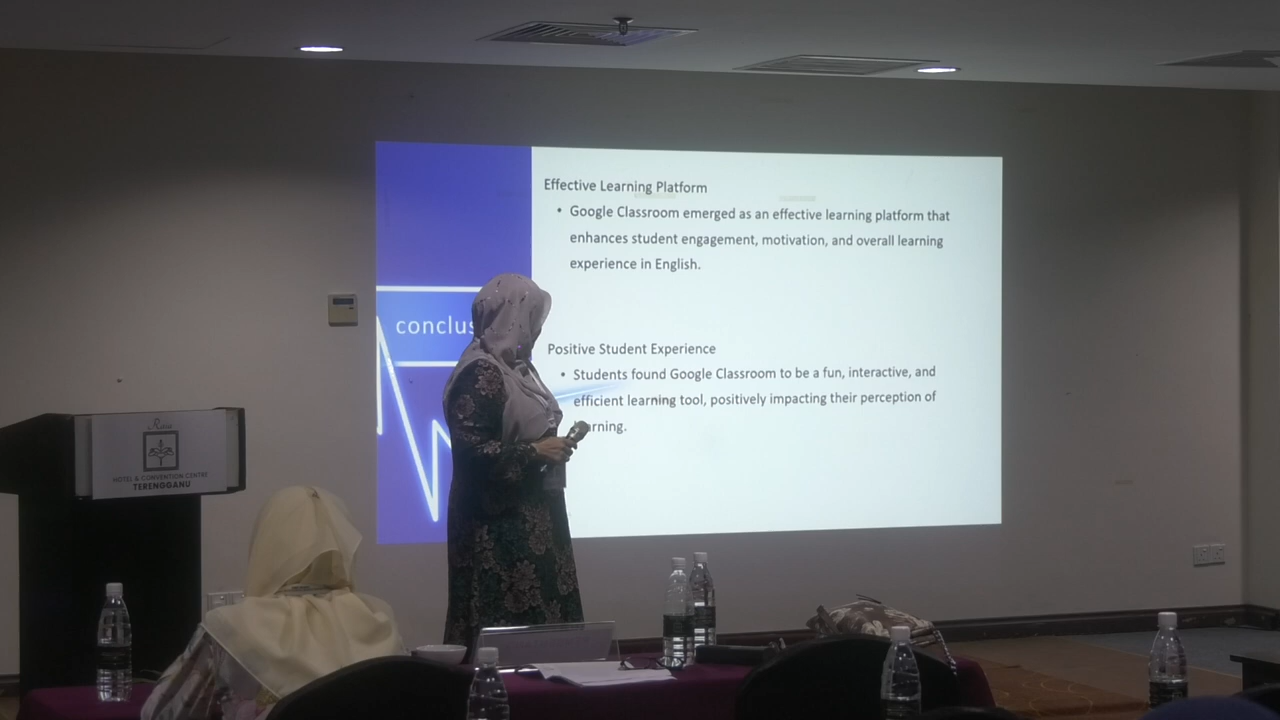 Effective Learning Platform
• Google Classroom emerged as an effective learning platform that
enhances student engagement, motivation, and overall learning
experience in English.
conclus
Positive Student Experience
• Students found Google Classroom to be a fun, interactive, and
efficient learning tool, positively impacting their perception of
arning.
HOTEL & CONVENTION CENTRE
TERENGGANU